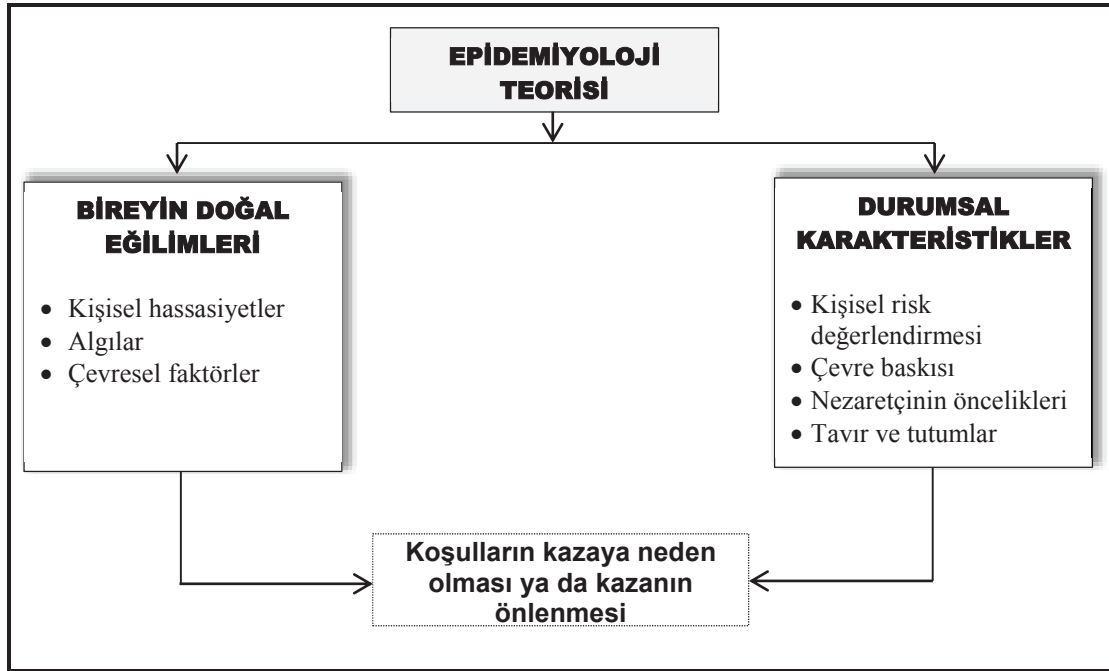 EPİDEMİYOLOJİ
TEORİSİ
BİREYİN DOĞAL
EĞİLİMLERİ
• Kişisel hassasiyetler
• Algılar
• Çevresel faktörler
DURUMSAL
KARAKTERİSTİKLER
• Kişisel risk
değerlendirmesi
• Çevre baskısı
• Nezaretçinin öncelikleri
• Tavır ve tutumlar
Koşulların kazaya neden
olması ya da kazanın
önlenmesi